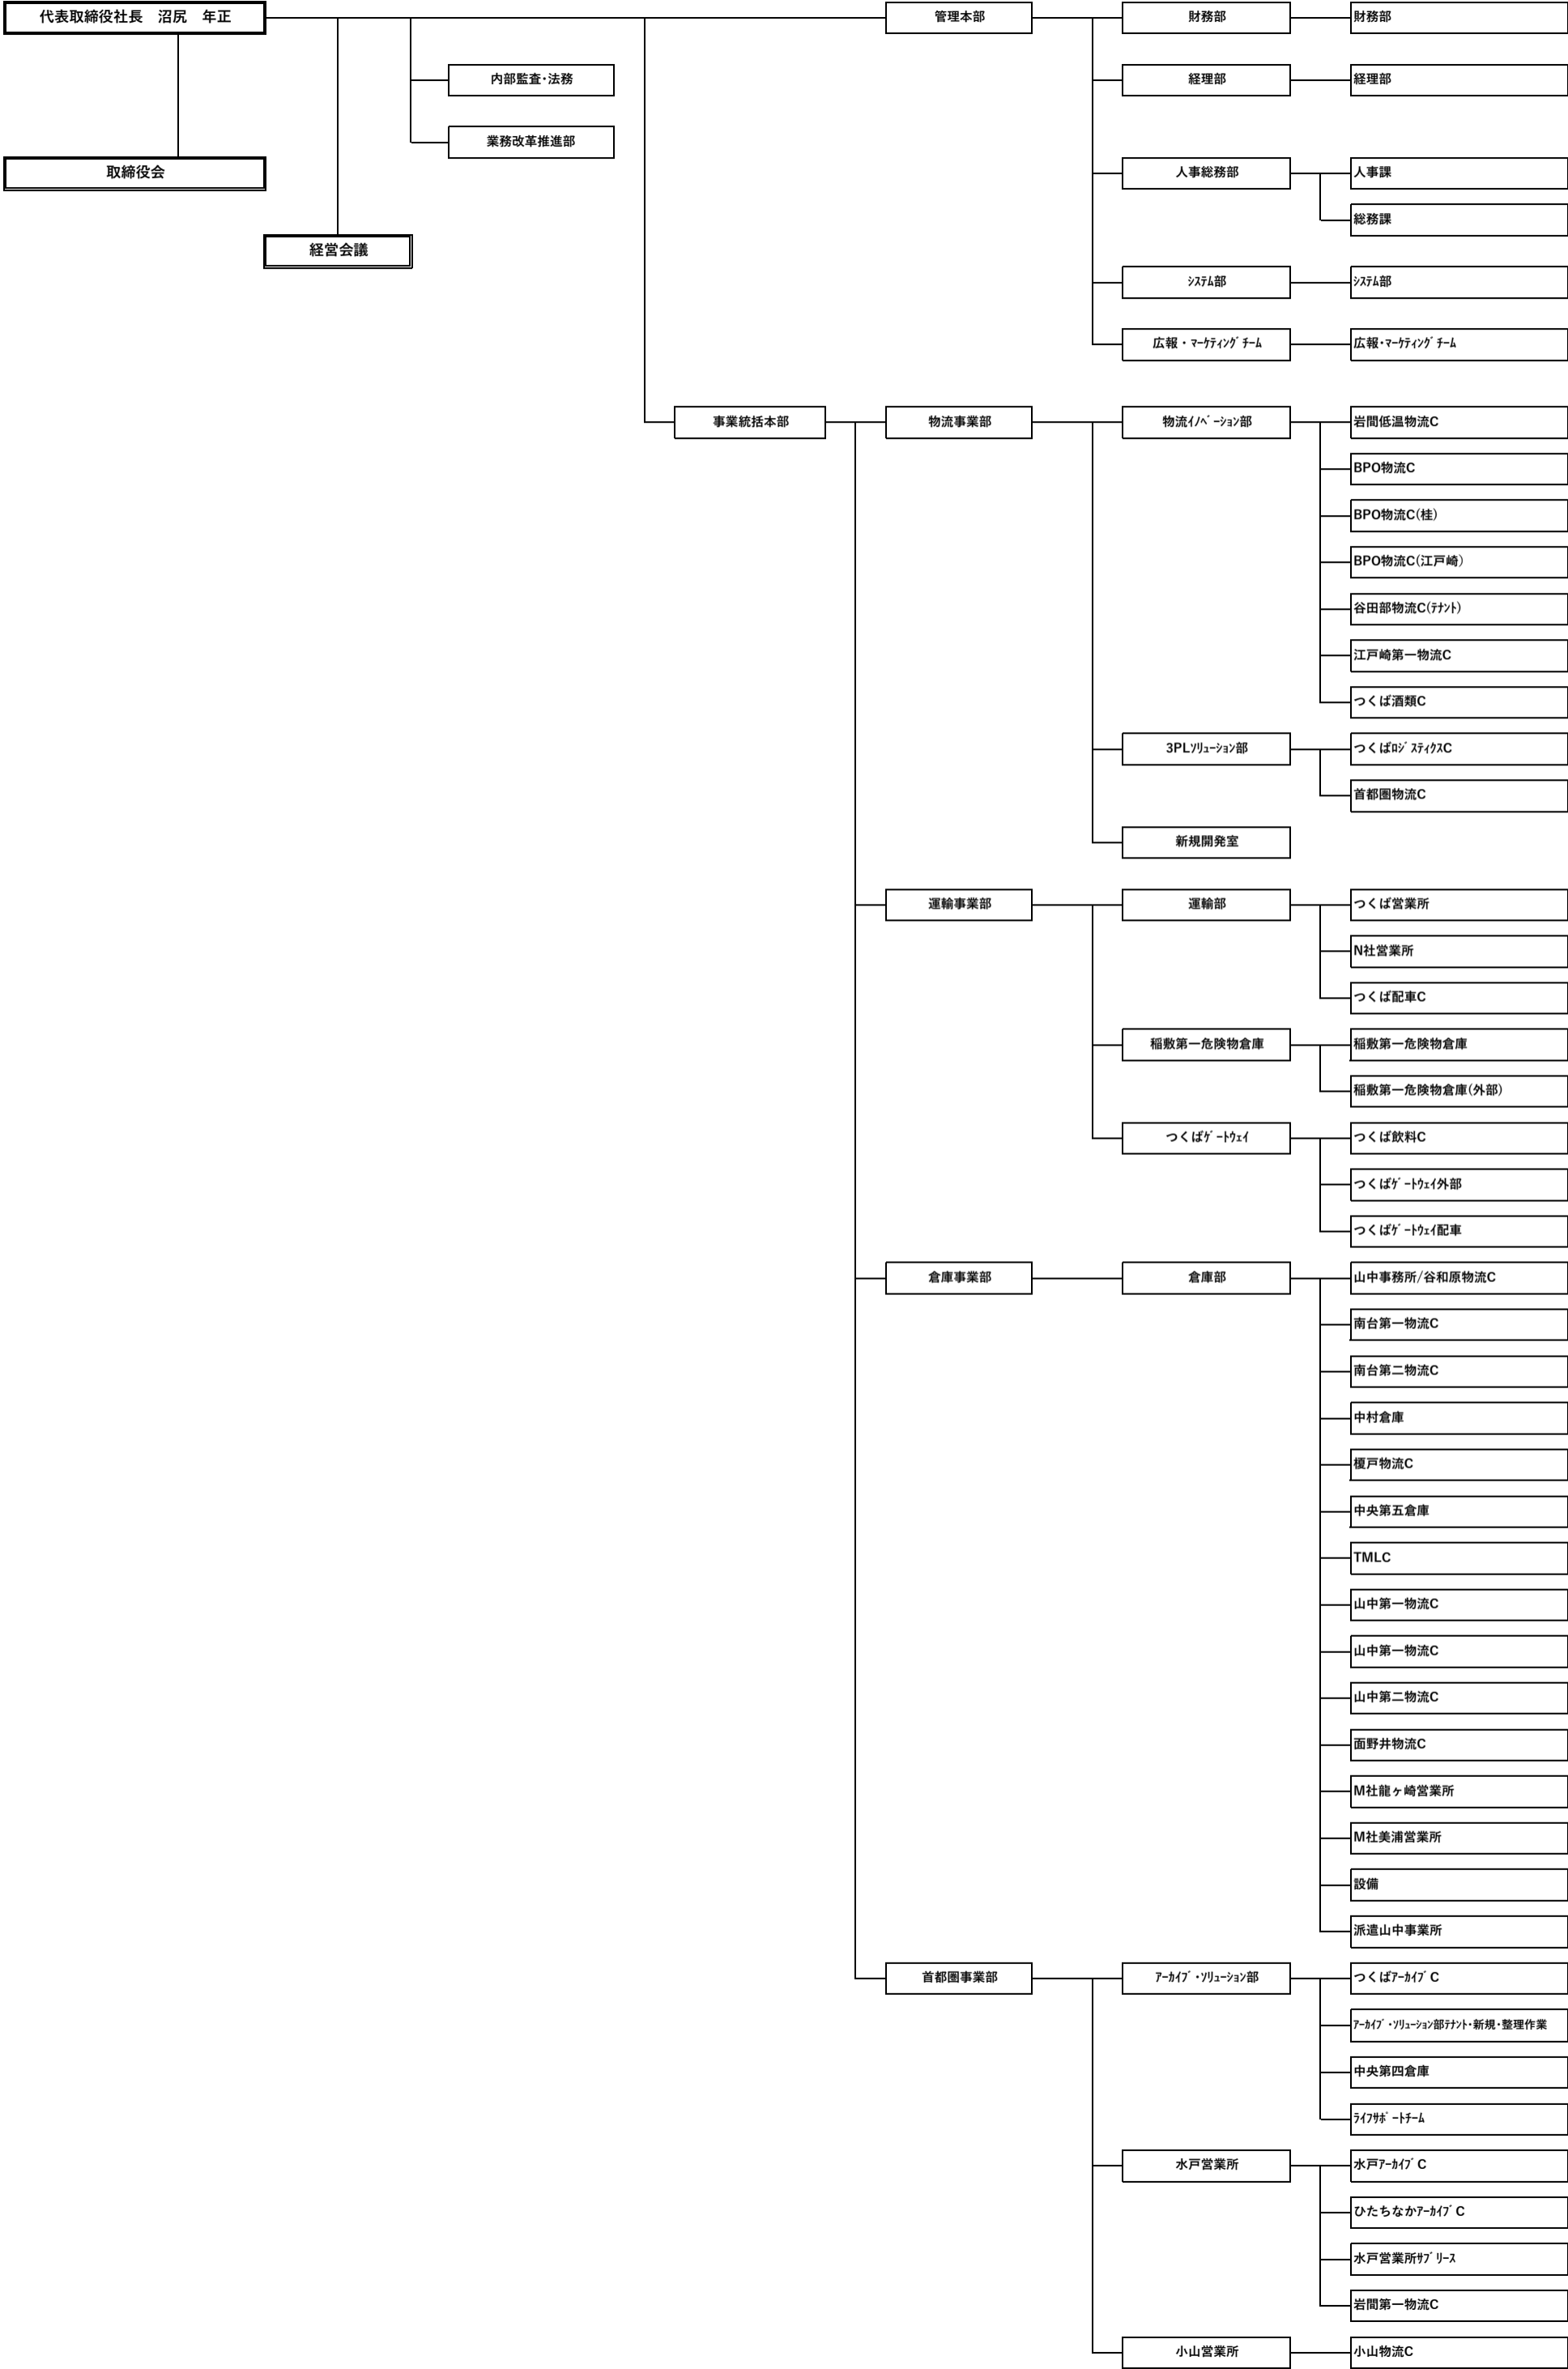 代表取締役社長　沼尻　年正
管理本部
財務部
財務部
内部監査･法務
経理部
経理部
業務改革推進部
取締役会
人事総務部
人事課
総務課
経営会議
ｼｽﾃﾑ部
ｼｽﾃﾑ部
広報・ﾏｰｹﾃｨﾝｸﾞﾁｰﾑ
広報･ﾏｰｹﾃｨﾝｸﾞﾁｰﾑ
事業統括本部
物流事業部
物流ｲﾉﾍﾞｰｼｮﾝ部
岩間低温物流C
BPO物流C
BPO物流C(桂)
BPO物流C(江戸崎)
谷田部物流C(ﾃﾅﾝﾄ)
江戸崎第一物流C
つくば酒類C
3PLｿﾘｭｰｼｮﾝ部
つくばﾛｼﾞｽﾃｨｸｽC
首都圏物流C
新規開発室
運輸事業部
運輸部
つくば営業所
N社営業所
つくば配車C
稲敷第一危険物倉庫
稲敷第一危険物倉庫
稲敷第一危険物倉庫(外部)
つくばｹﾞｰﾄｳｪｲ
つくば飲料C
つくばｹﾞｰﾄｳｪｲ外部
つくばｹﾞｰﾄｳｪｲ配車
倉庫事業部
倉庫部
山中事務所/谷和原物流C
南台第一物流C
南台第二物流C
中村倉庫
榎戸物流C
中央第五倉庫
TMLC
山中第一物流C
山中第一物流C
山中第二物流C
面野井物流C
M社龍ヶ崎営業所
M社美浦営業所
設備
派遣山中事業所
首都圏事業部
ｱｰｶｲﾌﾞ･ｿﾘｭｰｼｮﾝ部
つくばｱｰｶｲﾌﾞC
ｱｰｶｲﾌﾞ･ｿﾘｭｰｼｮﾝ部ﾃﾅﾝﾄ･新規･整理作業
中央第四倉庫
ﾗｲﾌｻﾎﾟｰﾄﾁｰﾑ
水戸営業所
水戸ｱｰｶｲﾌﾞC
ひたちなかｱｰｶｲﾌﾞC
水戸営業所ｻﾌﾞﾘｰｽ
岩間第一物流C
小山営業所
小山物流C